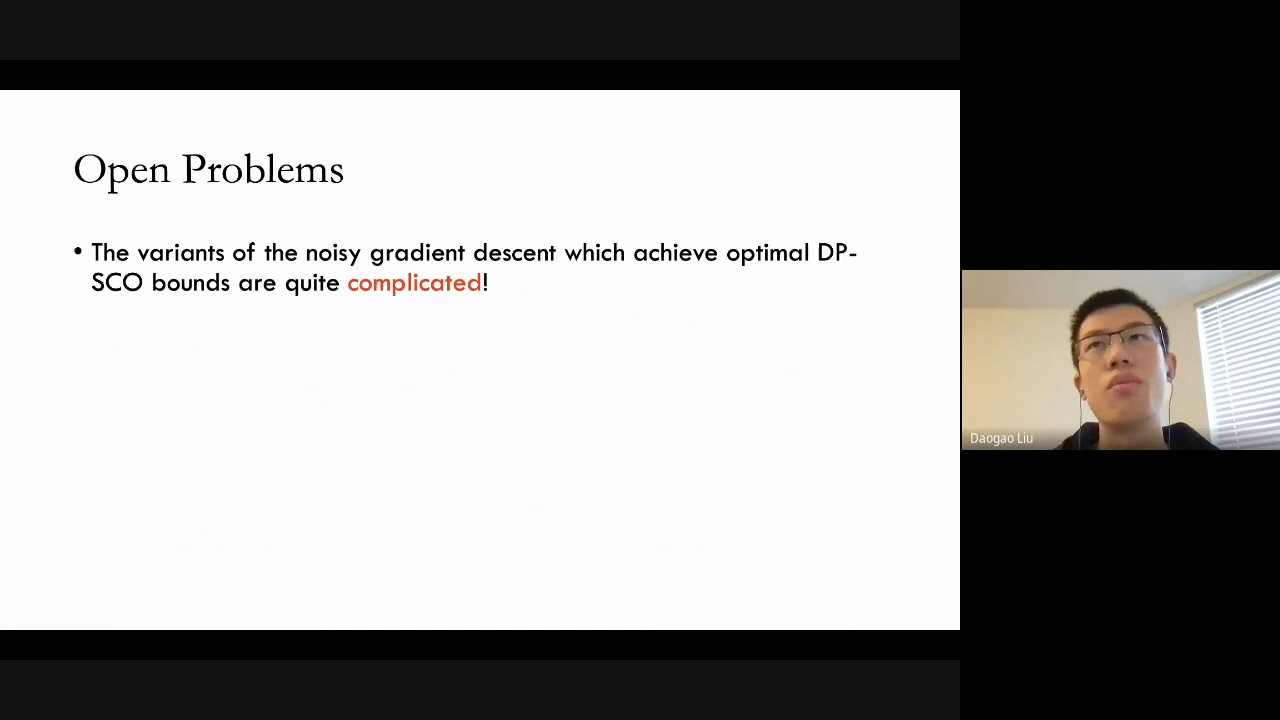 Open Problems
• The variants of the noisy gradient descent which achieve optimal DP-
SCO bounds are quite complicated!
Daogao Liu